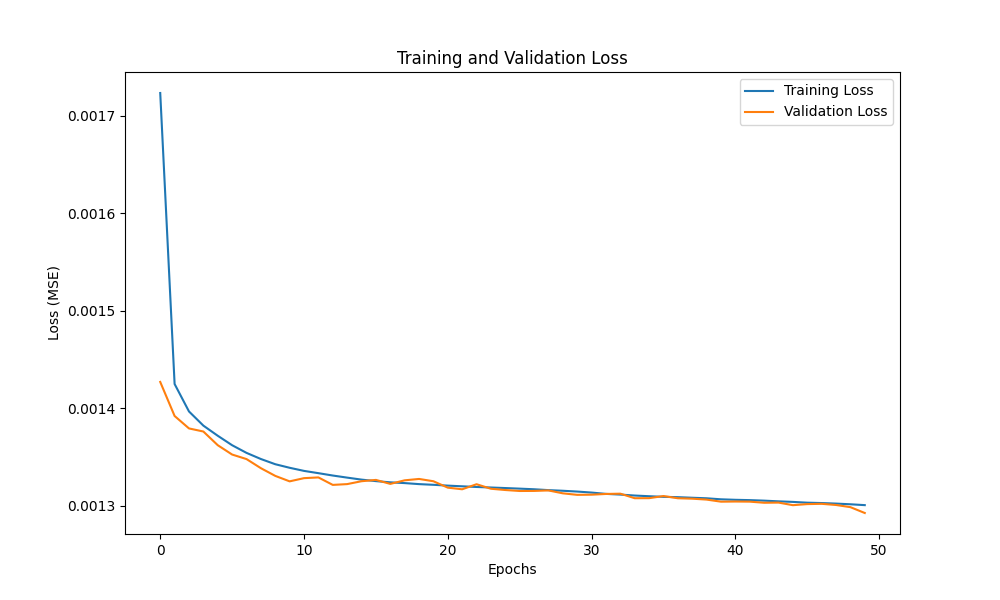 Training and Validation Loss
Training Loss
Validation Loss
0.0017
0.0016
0.0015
0.0014
0.0013
Loss (MSE)
0 10 20 30 40 50
Epochs